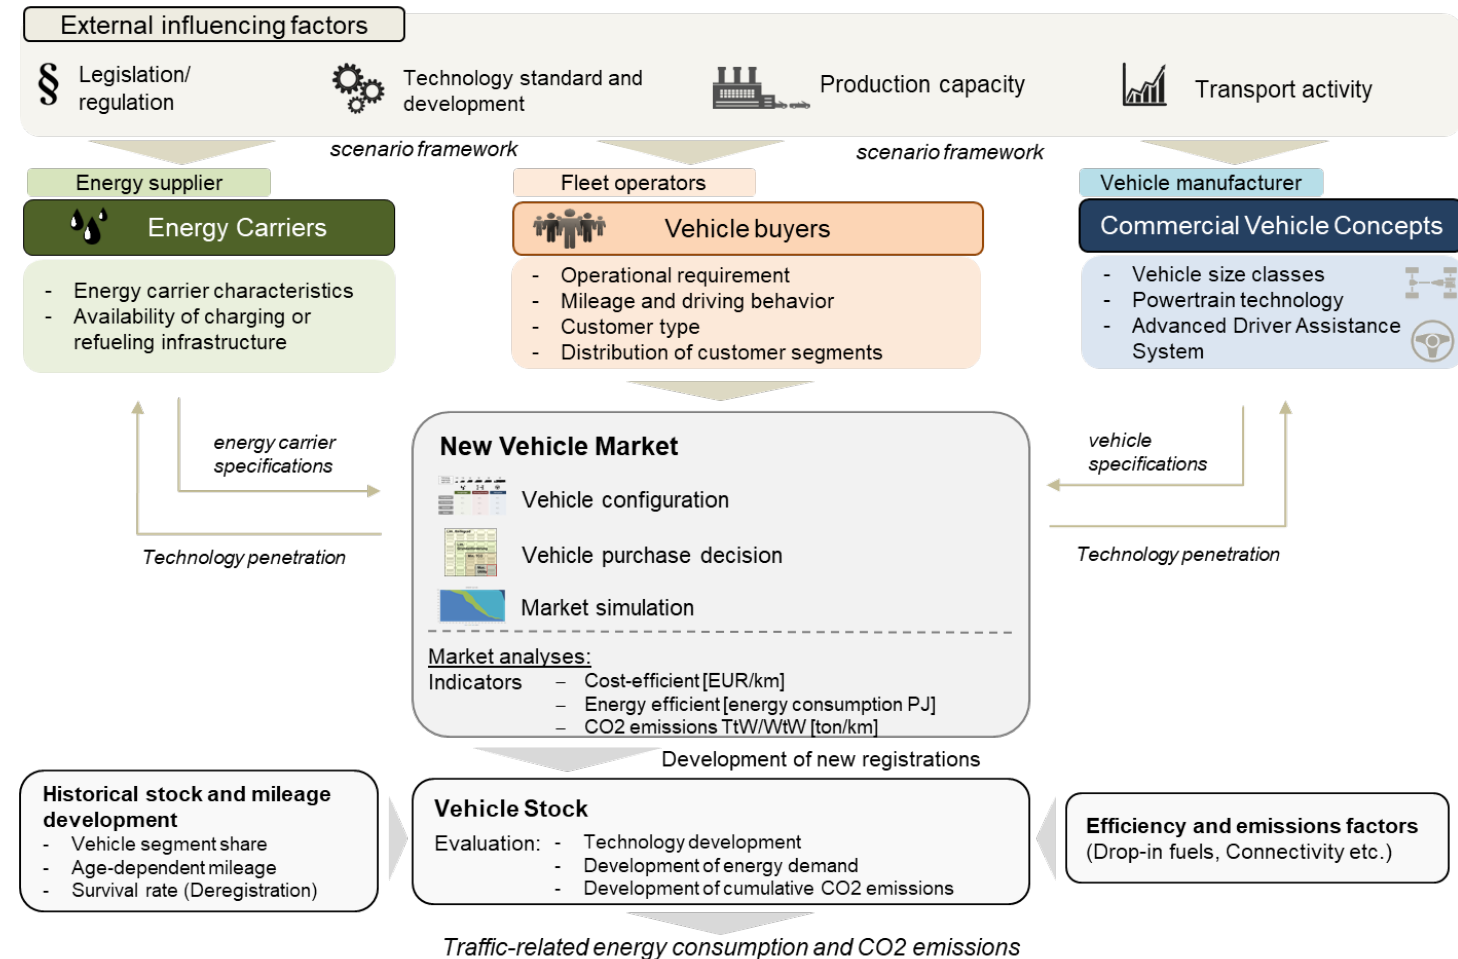 External influencing factors
§ Legislation/
regulation
Technology standard and
development
Production capacity
Transport activity
scenario framework
scenario framework
Energy supplier
Energy Carriers
- Energy carrier characteristics
- Availability of charging or
refueling infrastructure
Fleet operators
Vehicle buyers
- Operational requirement
- Mileage and driving behavior
- Customer type
- Distribution of customer segments
Vehicle manufacturer
Commercial Vehicle Concepts
- Vehicle size classes
- Powertrain technology
- Advanced Driver Assistance
System
energy carrier
specifications
Technology penetration
vehicle
specifications
Technology penetration
New Vehicle Market
Vehicle configuration
Vehicle purchase decision
Market simulation
Market analyses:
Indicators
– Cost-efficient [EUR/km]
– Energy efficient [energy consumption PJ]
– CO2 emissions TtW/WtW [ton/km]
Development of new registrations
Historical stock and mileage
development
- Vehicle segment share
- Age-dependent mileage
- Survival rate (Deregistration)
Vehicle Stock
Evaluation: - Technology development
- Development of energy demand
- Development of cumulative CO2 emissions
Efficiency and emissions factors
(Drop-in fuels, Connectivity etc.)
Traffic-related energy consumption and CO2 emissions